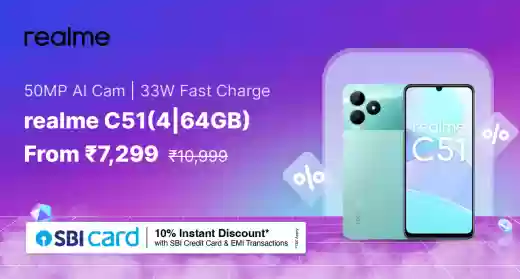 realme
50MP AI Cam | 33W Fast Charge
realme C51(4|64GB)
From ₹7,299 ₹10,999
realme
C51
%
%
SBI card
10% Instant Discount*
with SBI Credit Card & EMI Transactions